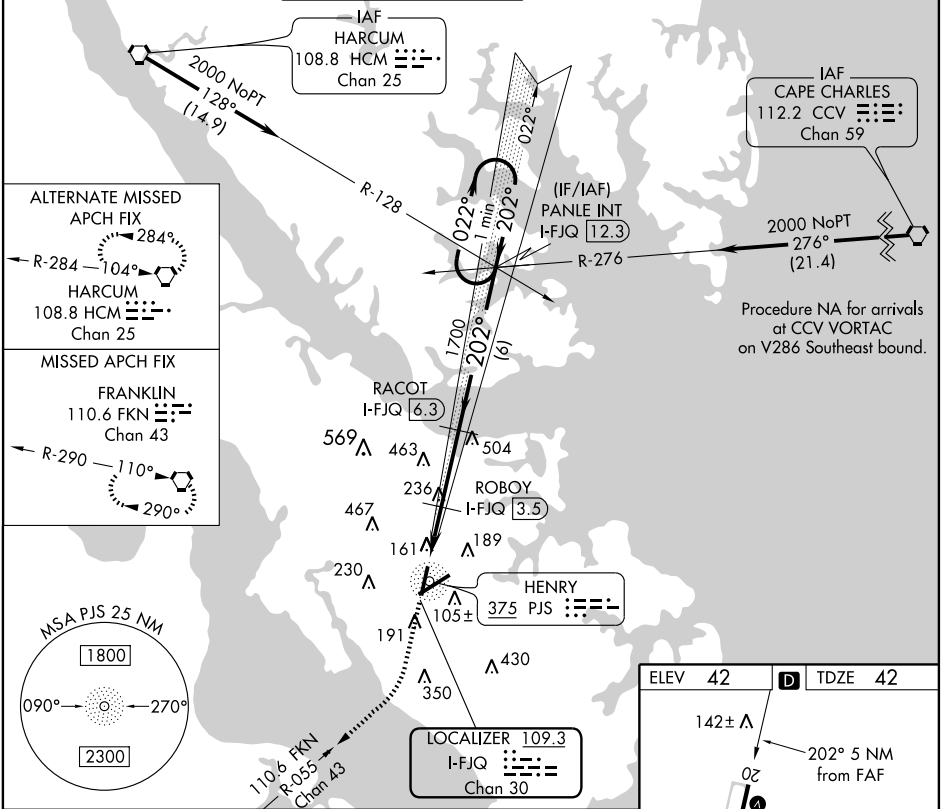 IAF
HARCUM
108.8 HCM
Chan 25
2000 NoPT
128°
(14.9)
R-128
022°
022°
1 min
202°
(IF/IAF)
PANLE INT
I-FJQ 12.3
IAF
CAPE CHARLES
112.2 CCV
Chan 59
2000 NoPT
276°
(21.4)
R-276
Procedure NA for arrivals
at CCV VORTAC
on V286 Southeast bound.
ALTERNATE MISSED
APCH FIX
284°
R-284
104°
HARCUM
108.8 HCM
Chan 25
MISSED APCH FIX
FRANKLIN
110.6 FKN
Chan 43
R-290
110°
290°
1700
202°
(6)
RACOT
I-FJQ 6.3
569
463
504
236
ROBOY
I-FJQ 3.5
467
161
189
230
HENRY
375 PJS
105±
191
430
350
MSA PJS 25 NM
1800
090°
270°
2300
110.6 FKN
R-055
Chan 43
LOCALIZER 109.3
I-FJQ
Chan 30
ELEV 42
D
TDZE 42
142±
202° 5 NM
from FAF
20
A